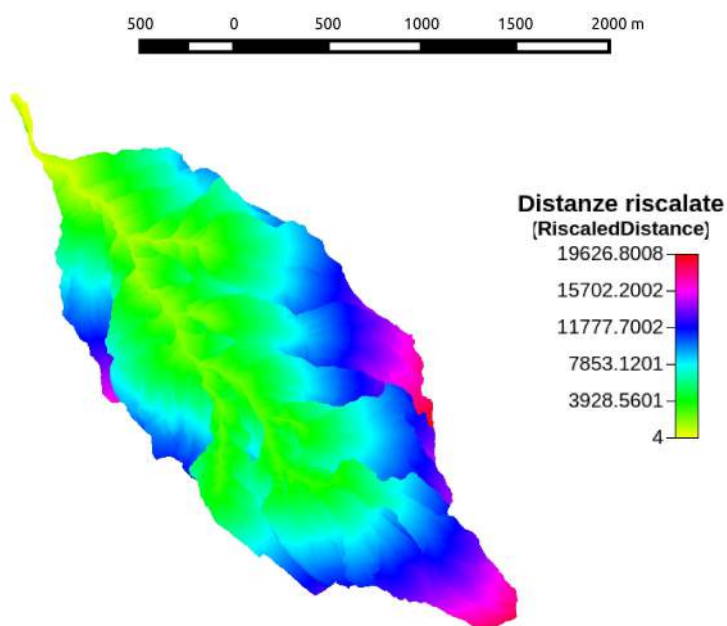 500 0 500 1000 1500 2000 m
Distanze riscalate
(RiscaledDistance)
19626.8008
15702.2002
11777.7002
7853.1201
3928.5601
4